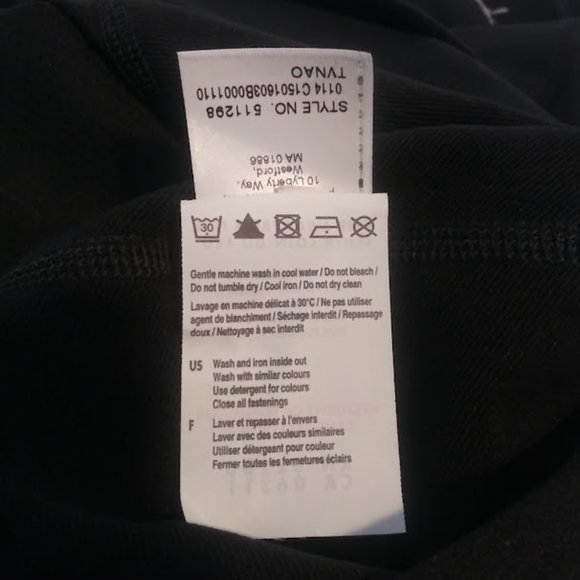 STYLE NO. 511298
0114 C1501603B0001110
TVNAO
10 Lyberty Way,
Westford,
MA 01886
30
Gentle machine wash in cool water / Do not bleach /
Do not tumble dry / Cool iron / Do not dry clean
Lavage en machine délicat à 30°C / Ne pas utiliser
agent de blanchiment / Séchage interdit / Repassage
doux / Nettoyage à sec interdit
US Wash and iron inside out
Wash with similar colours
Use detergent for colours
Close all fastenings
F Laver et repasser à l'envers
Laver avec des couleurs similaires
Utiliser détergeant pour couleur
Fermer toutes les fermetures éclairs